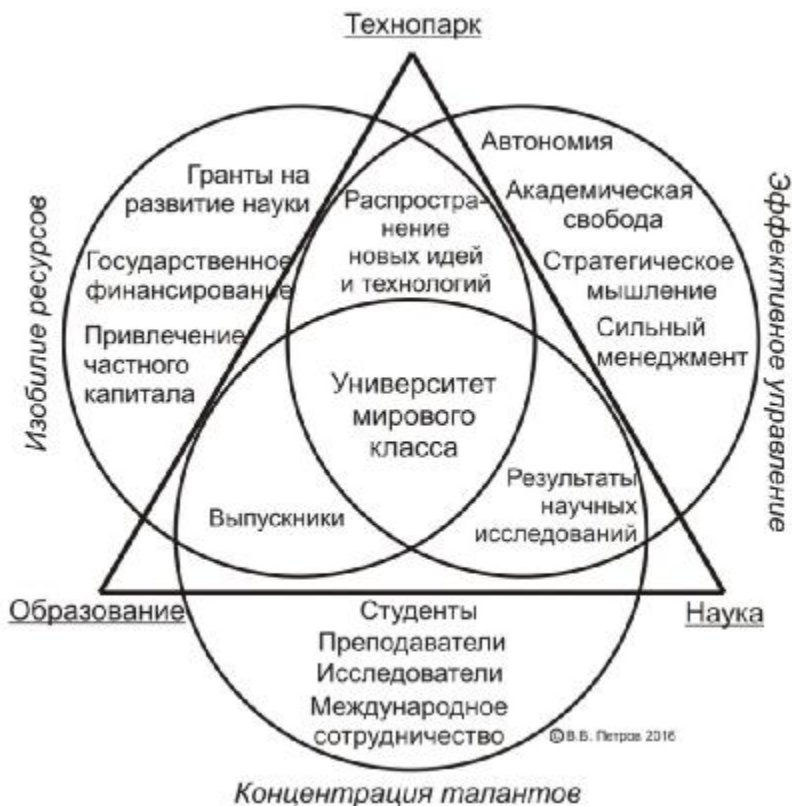 Технопарк
Автономия
Гранты на
развитие науки
Академическая
свобода
Распростра-
нение
новых идей
и технологий
Государственное
финансирование
Стратегическое
мышление
Привлечение
частного
капитала
Сильный
менеджмент
Изобилие ресурсов
Эффективное управление
Университет
мирового
класса
Выпускники
Результаты
научных
исследований
Образование
Наука
Студенты
Преподаватели
Исследователи
Международное
сотрудничество
©В.В. Петров 2016
Концентрация талантов